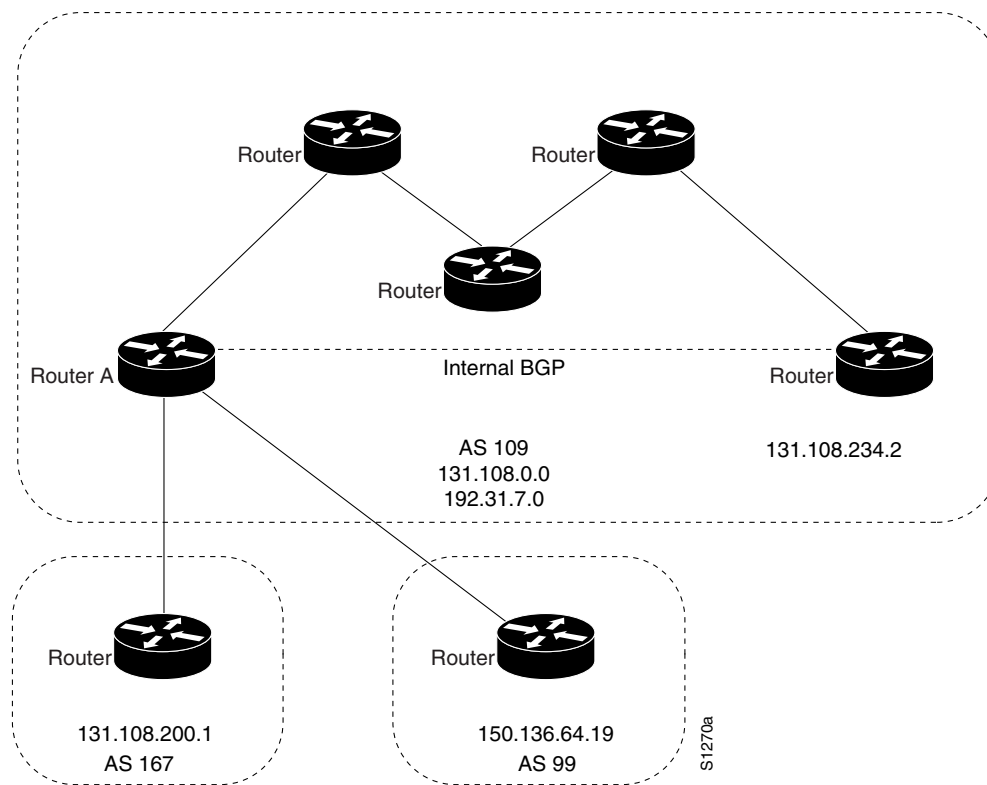 Router
Router
Router
Router A
Internal BGP
Router
AS 109
131.108.0.0
192.31.7.0
131.108.234.2
Router
Router
131.108.200.1
AS 167
150.136.64.19
AS 99
S1270a